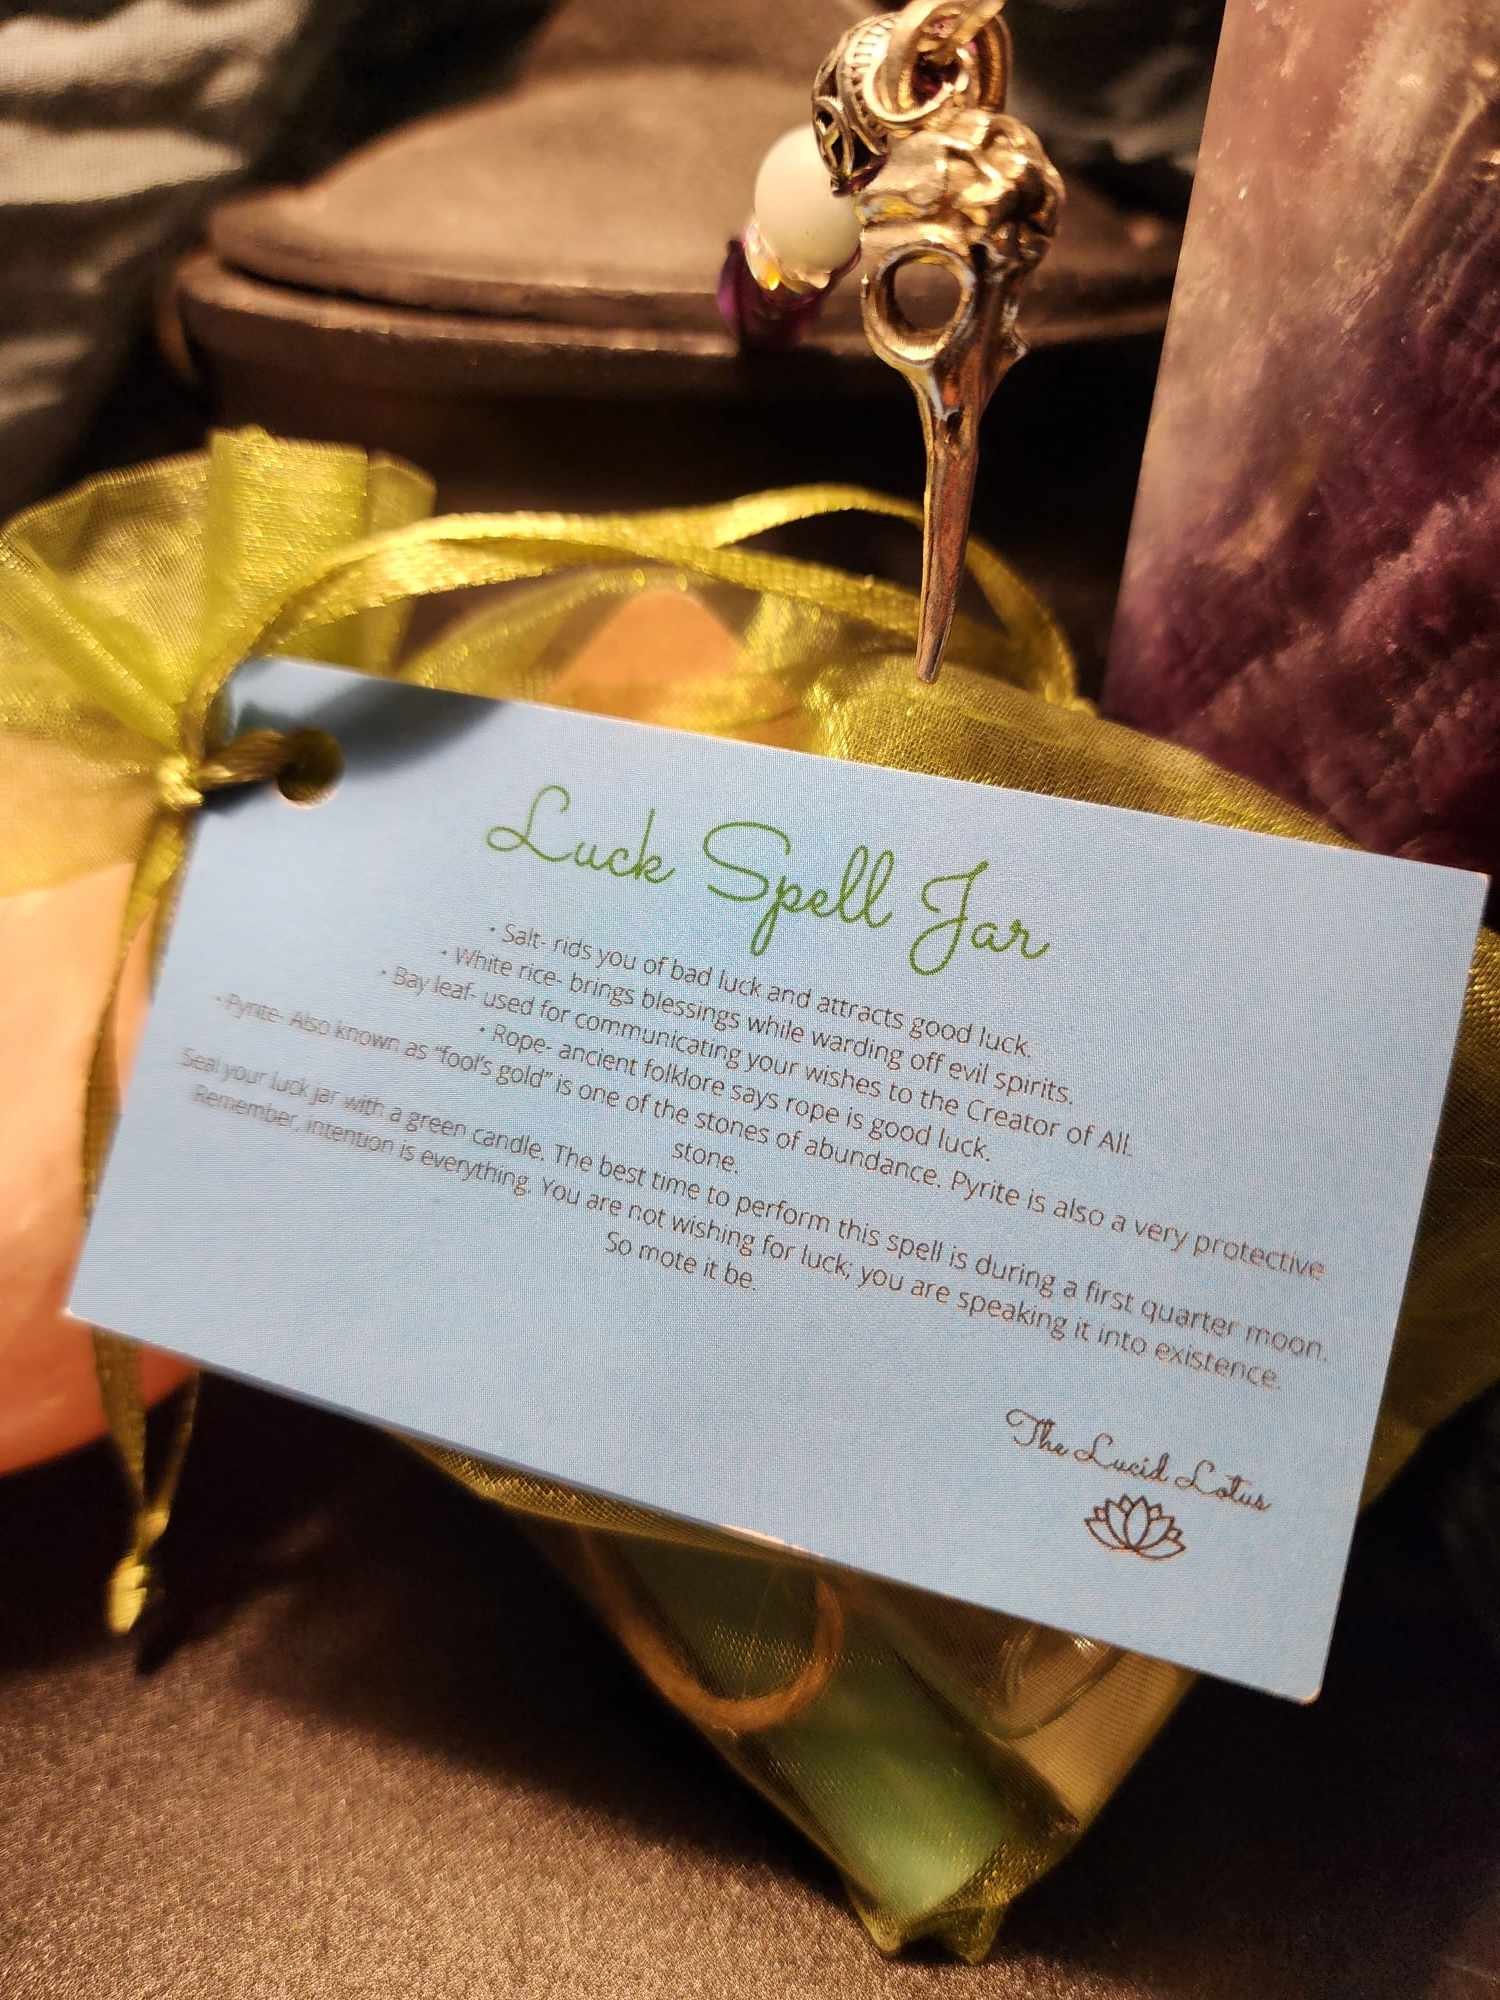 Luck Spell Jar
• Salt- rids you of bad luck and attracts good luck.
• White rice- brings blessings while warding off evil spirits.
• Bay leaf- used for communicating your wishes to the Creator of All.
• Rope- ancient folklore says rope is good luck.
• Pyrite- Also known as "fool's gold" is one of the stones of abundance. Pyrite is also a very protective
stone.
Seal your luck jar with a green candle. The best time to perform this spell is during a first quarter moon.
Remember, intention is everything. You are not wishing for luck; you are speaking it into existence.
So mote it be.
The Lucid Lotus